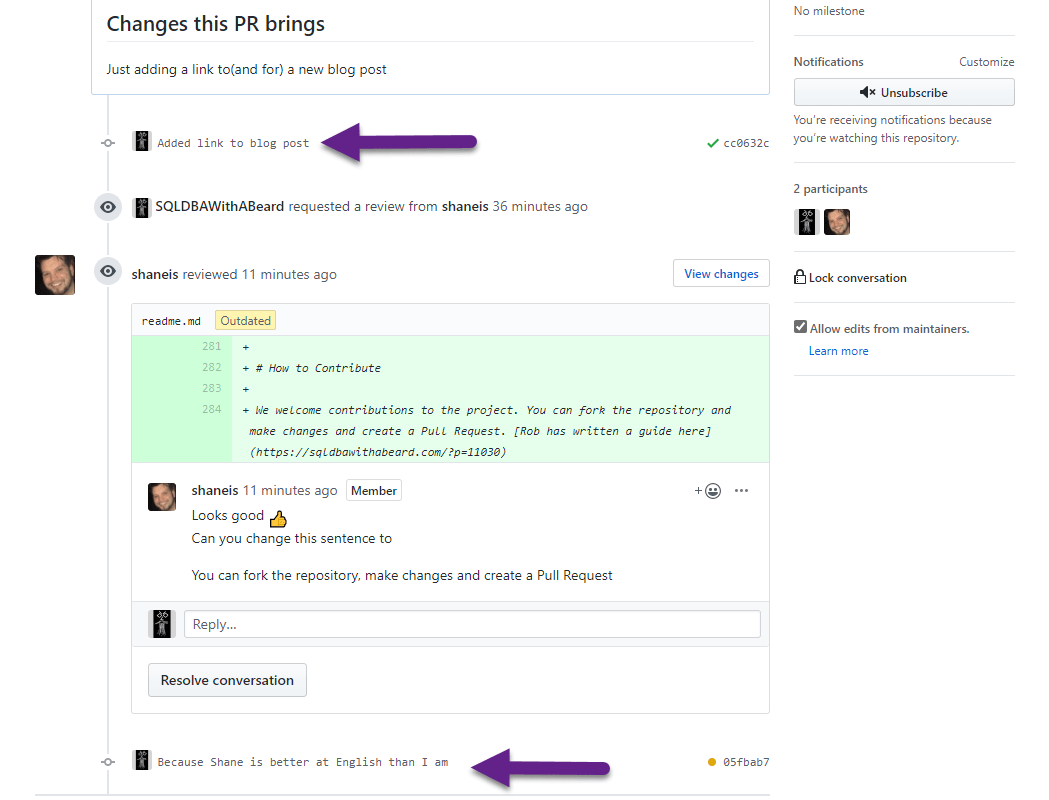 Changes this PR brings
Just adding a link to(and for) a new blog post
Added link to blog post
cc0632c
SQLDBAWithABeard requested a review from shaneis 36 minutes ago
shaneis reviewed 11 minutes ago
View changes
readme.md Outdated
281 +
282 + # How to Contribute
283 +
284 + We welcome contributions to the project. You can fork the repository and
make changes and create a Pull Request. [Rob has written a guide here]
(https://sqldbawithabeard.com/?p=11030)
shaneis 11 minutes ago Member
Looks good 👍
Can you change this sentence to
You can fork the repository, make changes and create a Pull Request
Reply...
Resolve conversation
Because Shane is better at English than I am
05fbab7
No milestone
Notifications
Customize
Unsubscribe
You’re receiving notifications because
you’re watching this repository.
2 participants
Lock conversation
Allow edits from maintainers.
Learn more